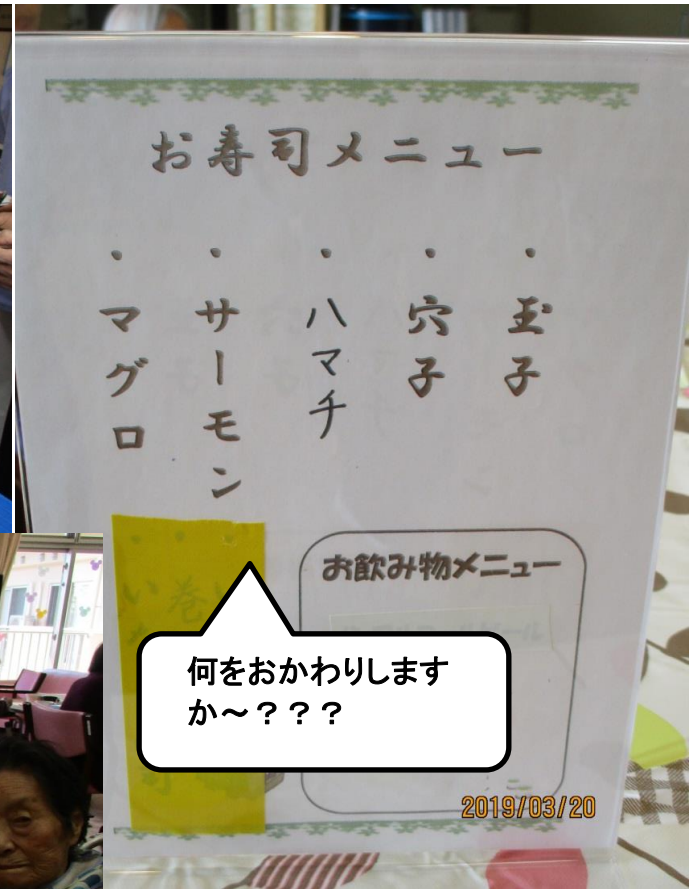 お寿司メニュー
・玉子
・穴子
・ハマチ
・サーモン
・マグロ
お飲み物メニュー
何をおかわりします
か～？？？
2019/03/20